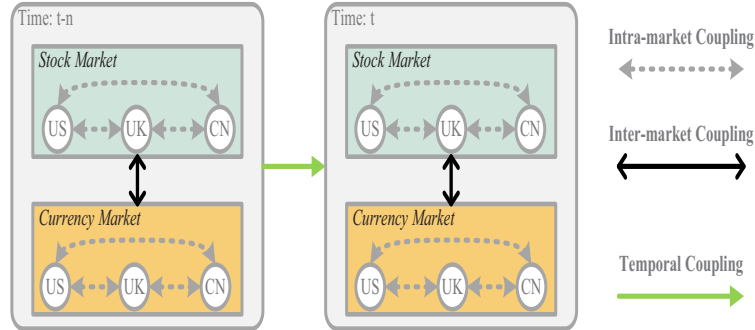 Time: t-n
Stock Market
US UK CN
Currency Market
US UK CN
Time: t
Stock Market
US UK CN
Currency Market
US UK CN
Intra-market Coupling
Inter-market Coupling
Temporal Coupling